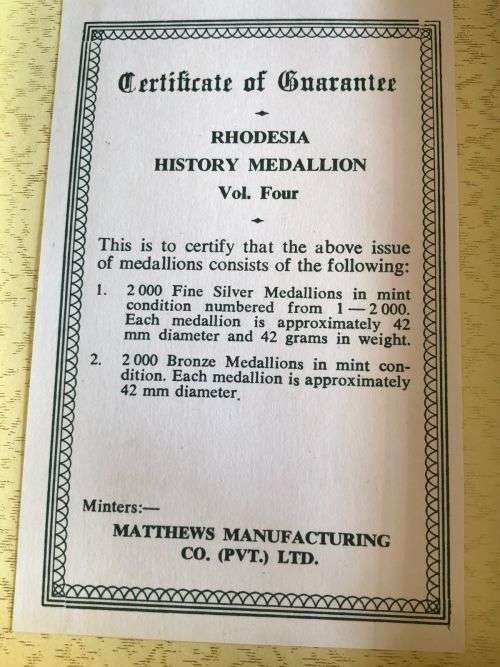 Certificate of Guarantee
RHODESIA
HISTORY MEDALLION
Vol. Four
This is to certify that the above issue
of medallions consists of the following:
1. 2 000 Fine Silver Medallions in mint
condition numbered from 1 — 2 000.
Each medallion is approximately 42
mm diameter and 42 grams in weight.
2. 2 000 Bronze Medallions in mint con-
dition. Each medallion is approximately
42 mm diameter.
Minters:—
MATTHEWS MANUFACTURING
CO. (PVT.) LTD.